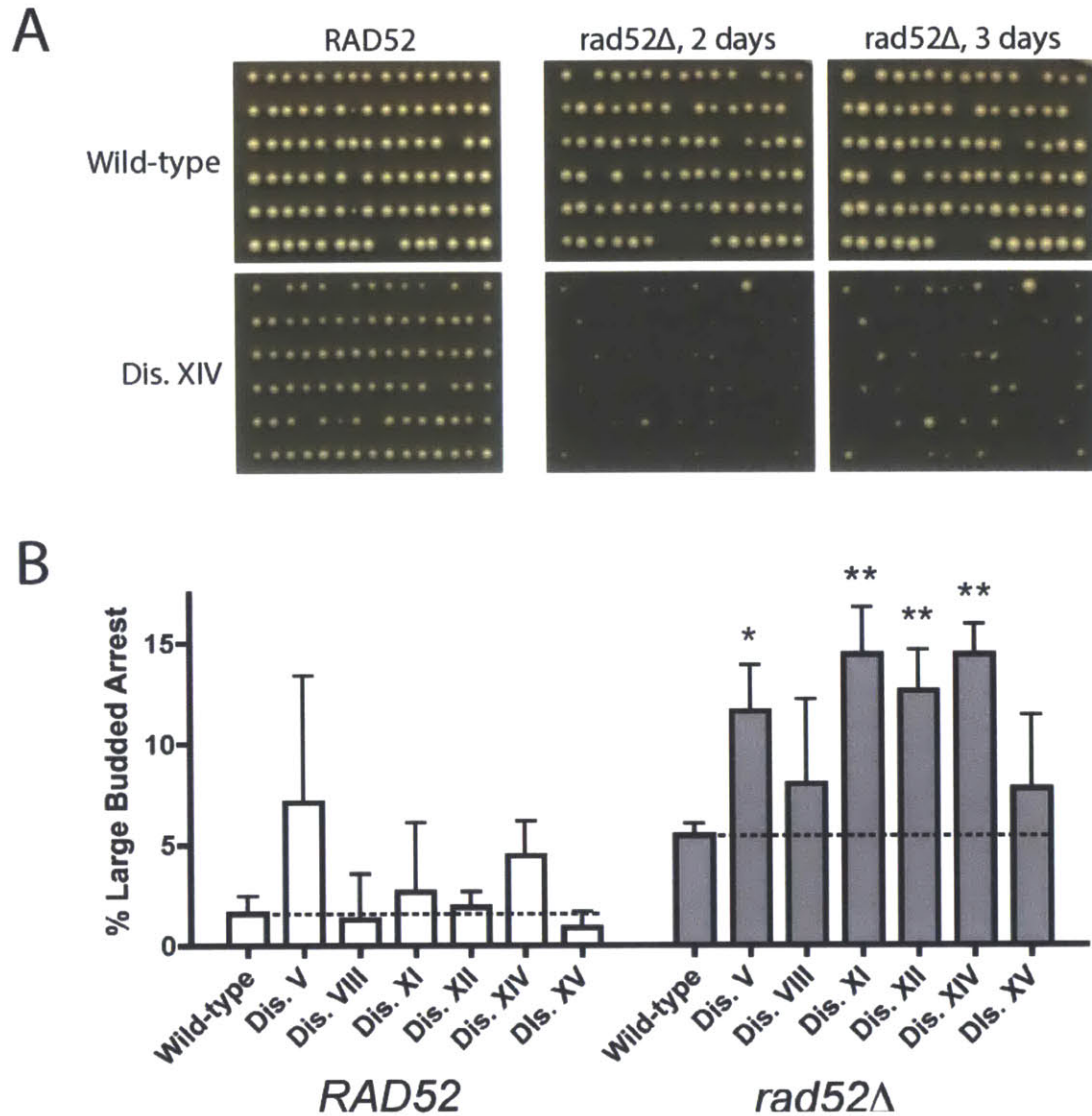 A
RAD52
rad52Δ, 2 days
rad52Δ, 3 days
Wild-type
Dis. XIV
B
% Large Budded Arrest
15
10
5
0
*
**
**
**
Wild-type
Dis. V
Dis. VIII
Dis. XI
Dis. XII
Dis. XIV
DIs. XV
Wild-type
Dis. V
Dis. VIII
Dis. XI
Dis. XII
Dis. XIV
DIs. XV
RAD52
rad52Δ